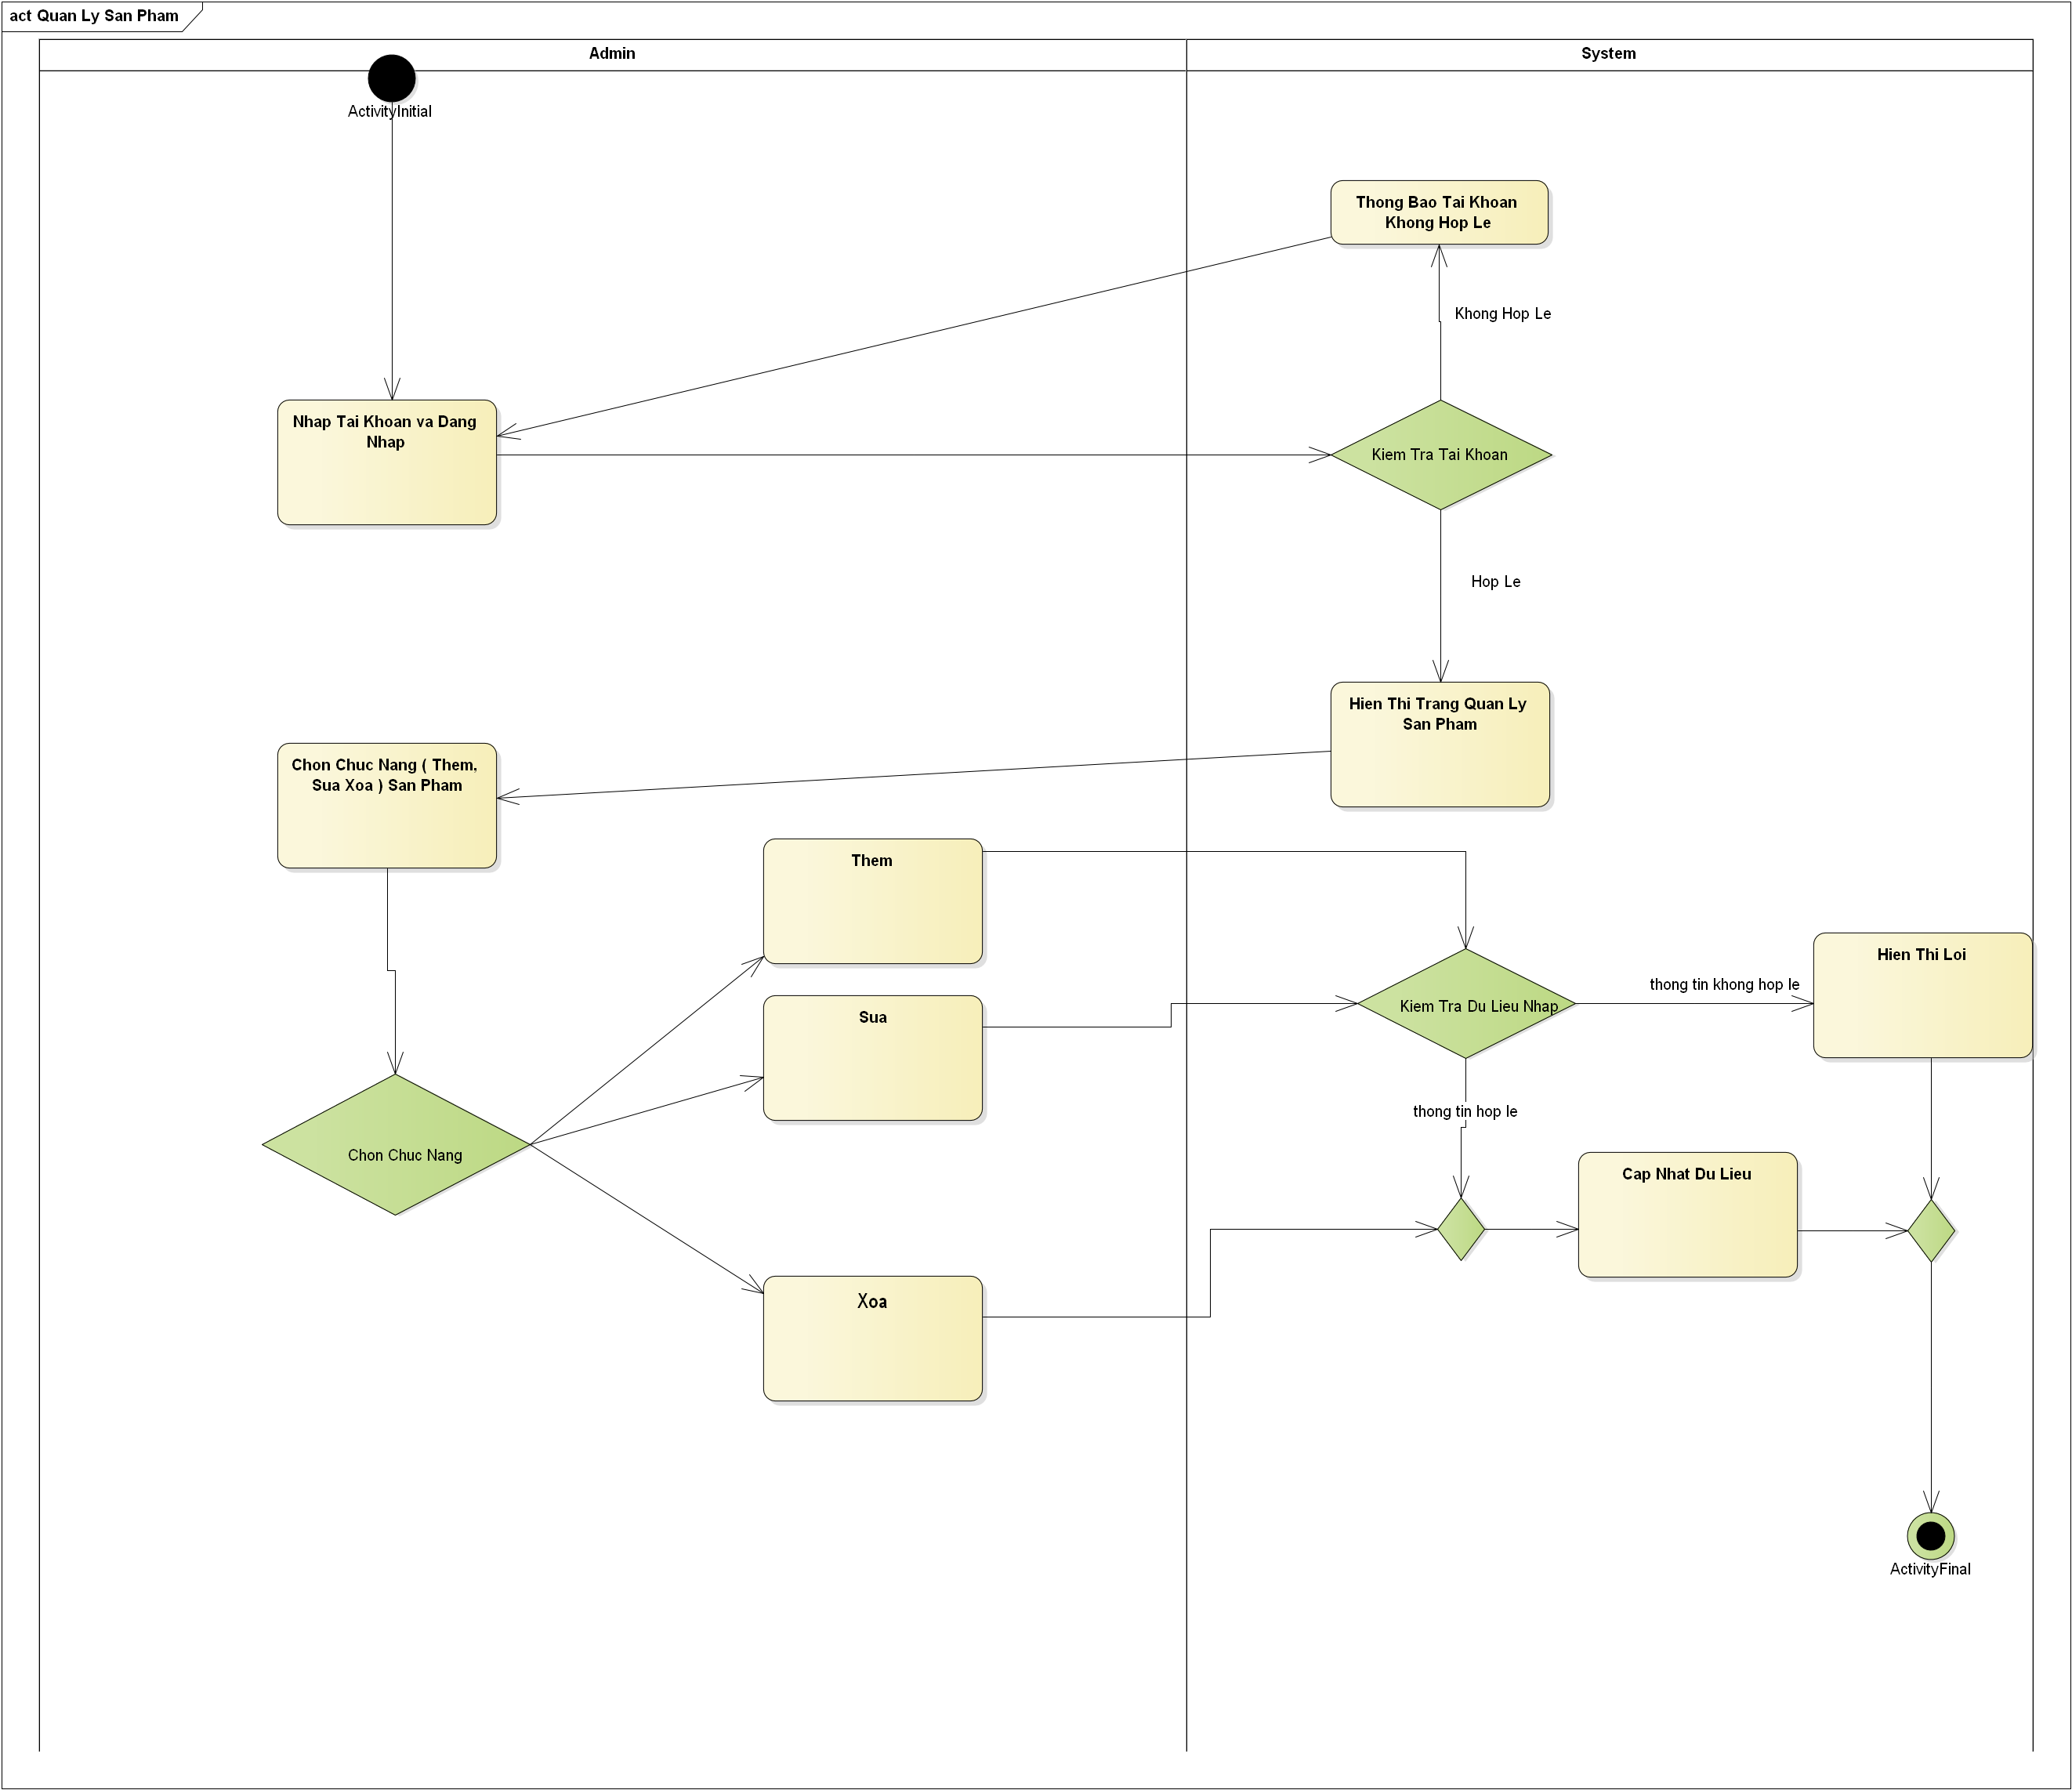 act Quan Ly San Pham
Admin
System
ActivityInitial
Thong Bao Tai Khoan
Khong Hop Le
Khong Hop Le
Nhap Tai Khoan va Dang
Nhap
Kiem Tra Tai Khoan
Hop Le
Hien Thi Trang Quan Ly
San Pham
Chon Chuc Nang ( Them,
Sua Xoa ) San Pham
Them
Hien Thi Loi
thong tin khong hop le
Sua
Kiem Tra Du Lieu Nhap
thong tin hop le
Chon Chuc Nang
Cap Nhat Du Lieu
Xoa
ActivityFinal